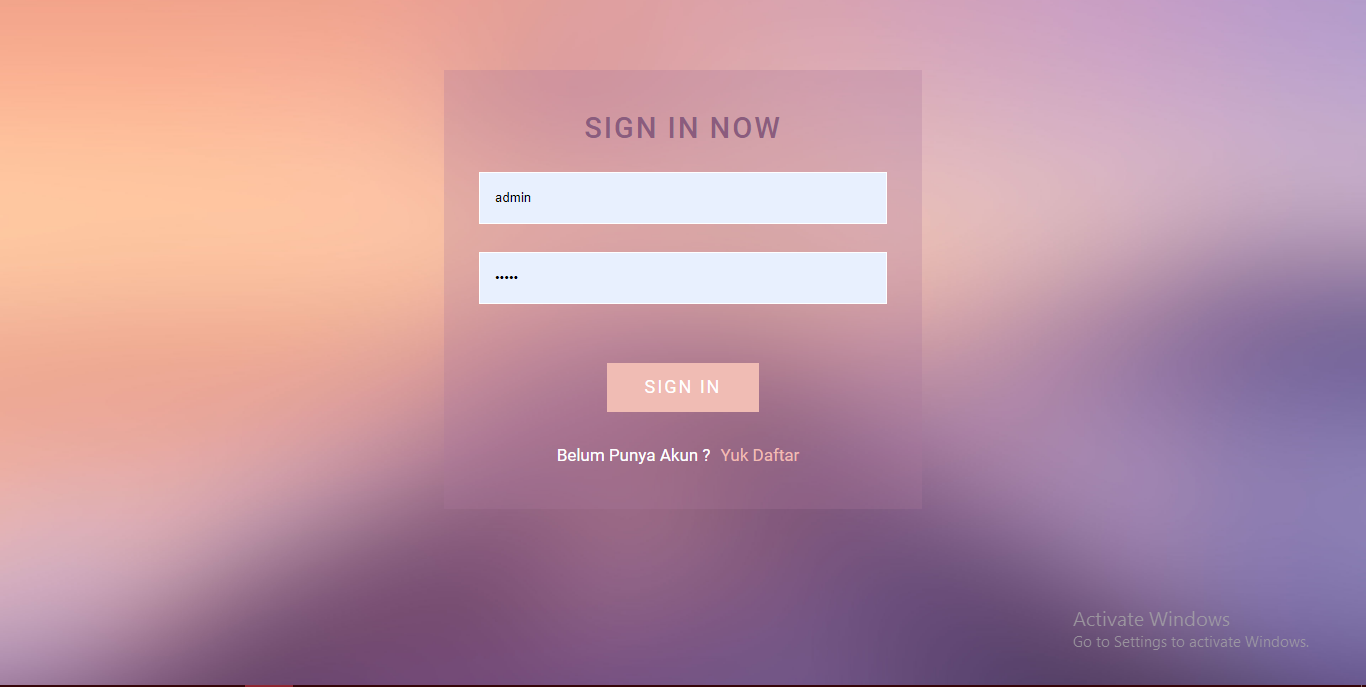 SIGN IN NOW
admin
•••••
SIGN IN
Belum Punya Akun ? Yuk Daftar
Activate Windows
Go to Settings to activate Windows.